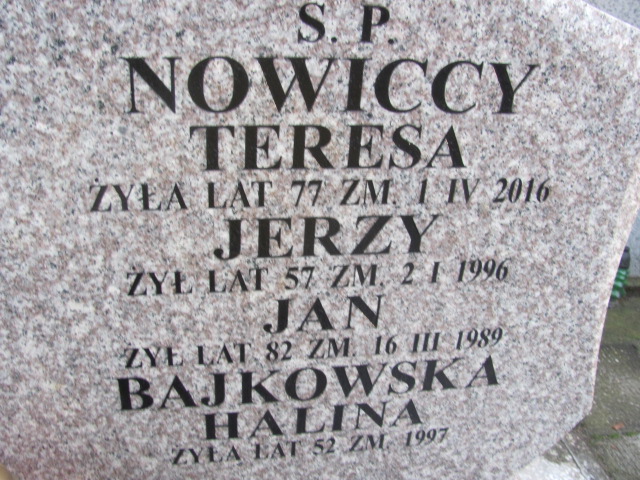 Ś. P.
NOWICCY
TERESA
ŻYŁA LAT 77 ZM. 1 IV 2016
JERZY
ŻYŁ LAT 57 ZM. 2 I 1996
JAN
ŻYŁ LAT 82 ZM. 16 III 1989
BAJKOWSKA
HALINA
ŻYŁA LAT 52 ZM. 1997